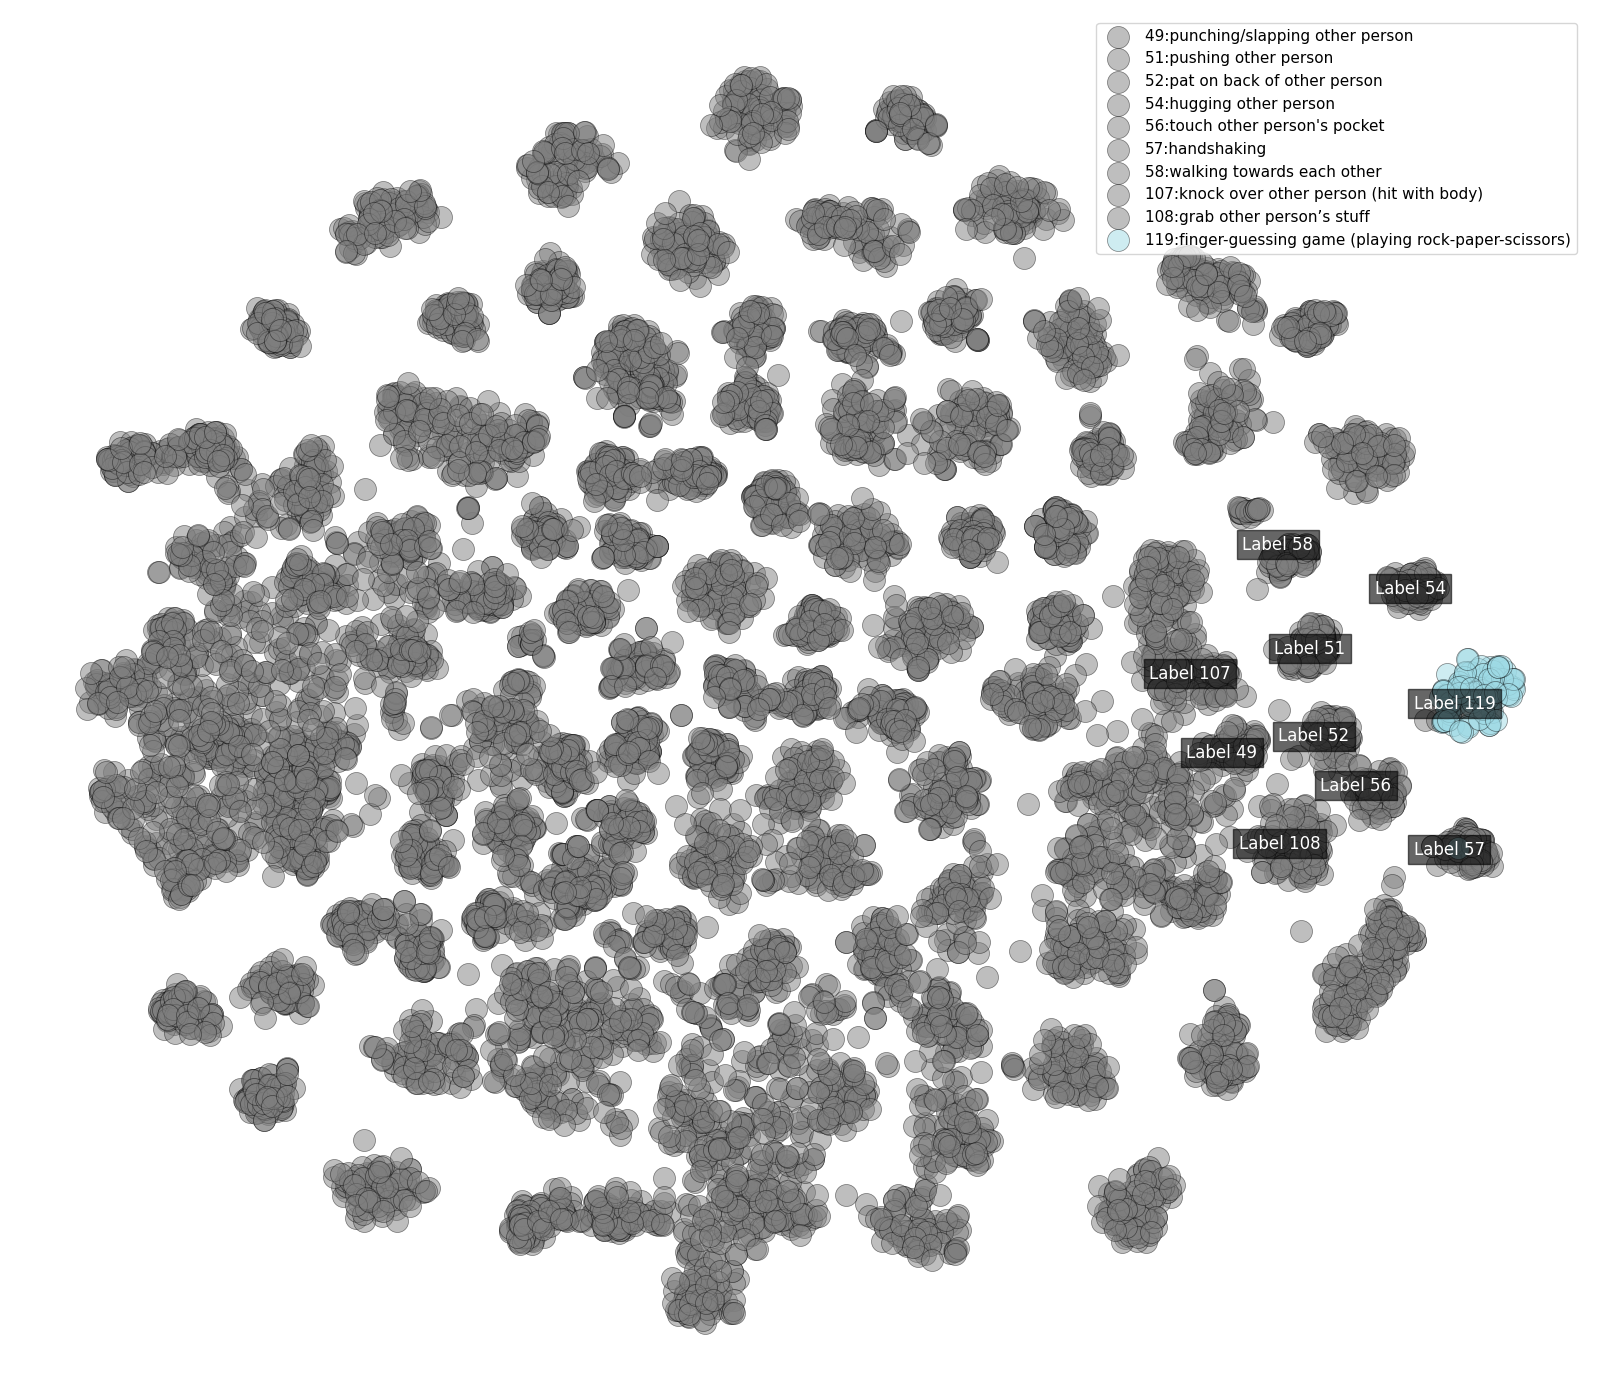 49:punching/slapping other person
51:pushing other person
52:pat on back of other person
54:hugging other person
56:touch other person's pocket
57:handshaking
58:walking towards each other
107:knock over other person (hit with body)
108:grab other person’s stuff
119:finger-guessing game (playing rock-paper-scissors)
Label 58
Label 54
Label 51
Label 107
Label 119
Label 52
Label 49
Label 56
Label 108
Label 57